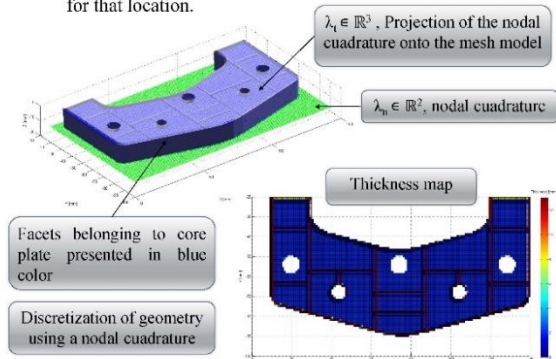 for that location.
λt ∈ ℝ³ , Projection of the nodal
cuadrature onto the mesh model
λn ∈ ℝ², nodal cuadrature
Thickness map
Facets belonging to core
plate presented in blue
color
Discretization of geometry
using a nodal cuadrature